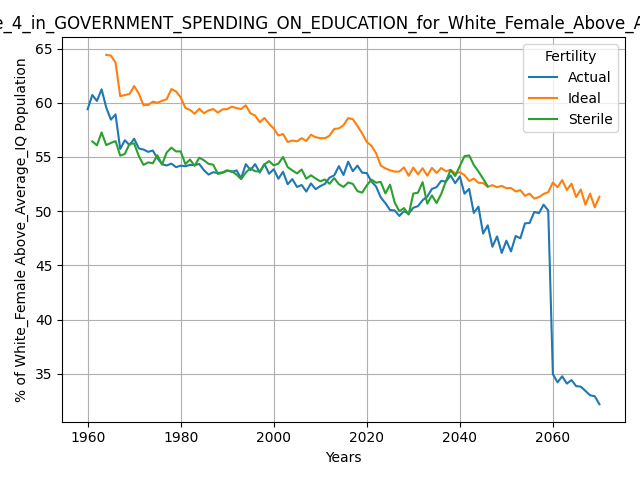 e_4_in_GOVERNMENT_SPENDING_ON_EDUCATION_for_White_Female_Above_A
% of White_Female Above_Average_IQ Population
65
60
55
50
45
40
35
Fertility
Actual
Ideal
Sterile
1960 1980 2000 2020 2040 2060
Years